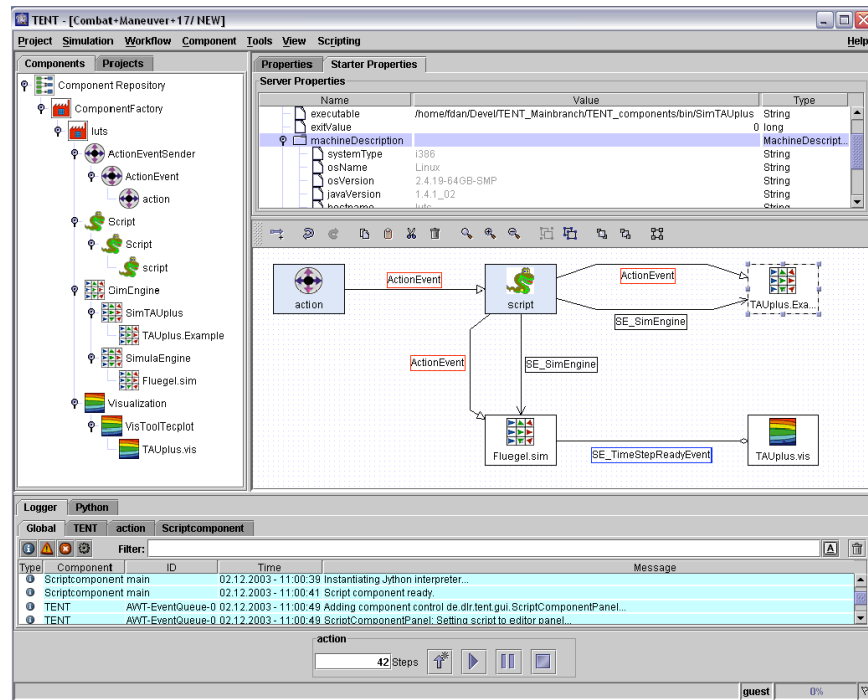 TENT - [Combat+Maneuver+17/ NEW]
Project Simulation Workflow Component Tools View Scripting Help
Components Projects
Component Repository
ComponentFactory
luts
ActionEventSender
ActionEvent
action
Script
Script
script
SimEngine
SimTAUplus
TAUplus.Example
SimulaEngine
Fluegel.sim
Visualization
VisToolTecplot
TAUplus.vis
Properties Starter Properties
Server Properties
Name Value Type
executable /home/fdan/Devel/TENT_Mainbranch/TENT_components/bin/SimTAUplus String
exitValue 0 long
machineDescription MachineDescript...
systemType i386 String
osName Linux String
osVersion 2.4.19-64GB-SMP String
javaVersion 1.4.1_02 String
hostname luts String
action
ActionEvent
script
ActionEvent
TAUplus.Exa...
SE_SimEngine
ActionEvent
SE_SimEngine
Fluegel.sim
SE_TimeStepReadyEvent
TAUplus.vis
Logger Python
Global TENT action Scriptcomponent
Filter: A
Type Component ID Time Message
Scriptcomponent main 02.12.2003 - 11:00:39 Instantiating Jython interpreter...
Scriptcomponent main 02.12.2003 - 11:00:41 Script component ready.
TENT AWT-EventQueue-0 02.12.2003 - 11:00:49 Adding component control de.dlr.tent.gui.ScriptComponentPanel...
TENT AWT-EventQueue-0 02.12.2003 - 11:00:49 ScriptComponentPanel: Setting script to editor panel...
action
42 Steps
guest 0%